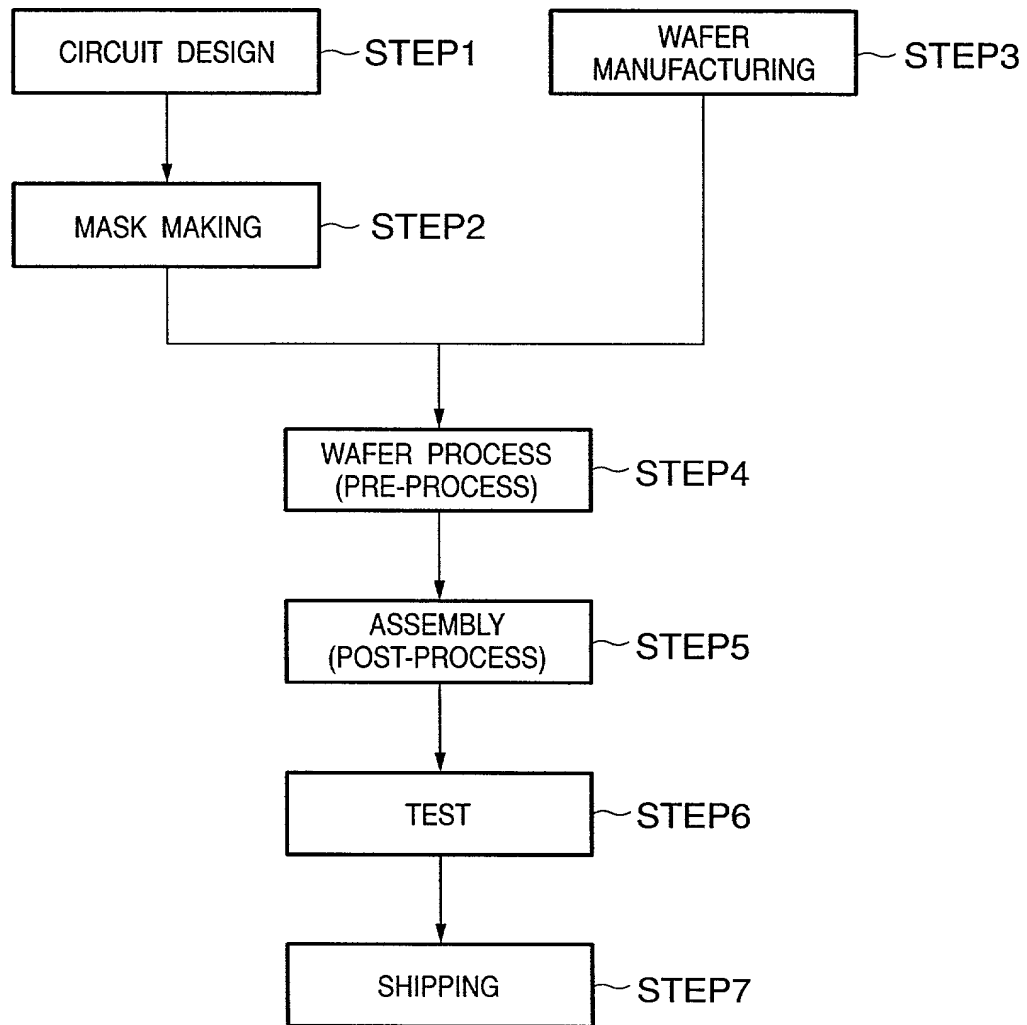 CIRCUIT DESIGN
STEP1
WAFER
MANUFACTURING
STEP3
MASK MAKING
STEP2
WAFER PROCESS
(PRE-PROCESS)
STEP4
ASSEMBLY
(POST-PROCESS)
STEP5
TEST
STEP6
SHIPPING
STEP7